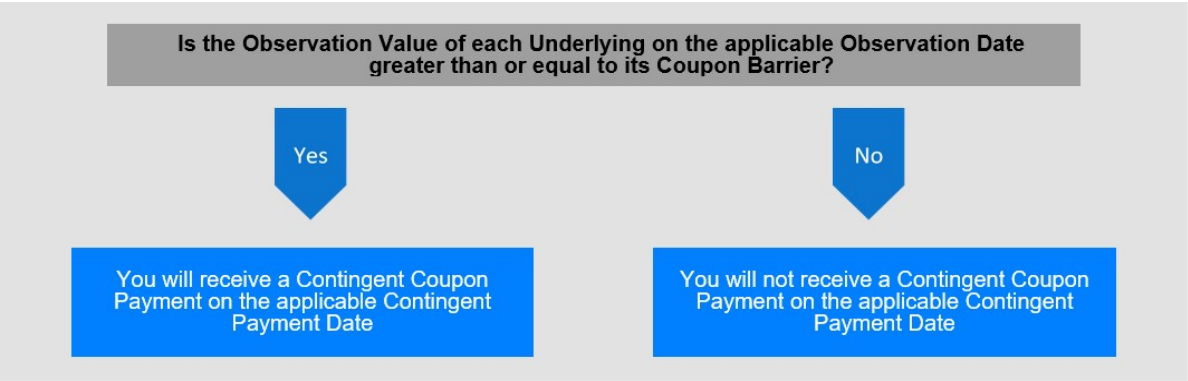 Is the Observation Value of each Underlying on the applicable Observation Date
greater than or equal to its Coupon Barrier?
Yes
No
You will receive a Contingent Coupon
Payment on the applicable Contingent
Payment Date
You will not receive a Contingent Coupon
Payment on the applicable Contingent
Payment Date